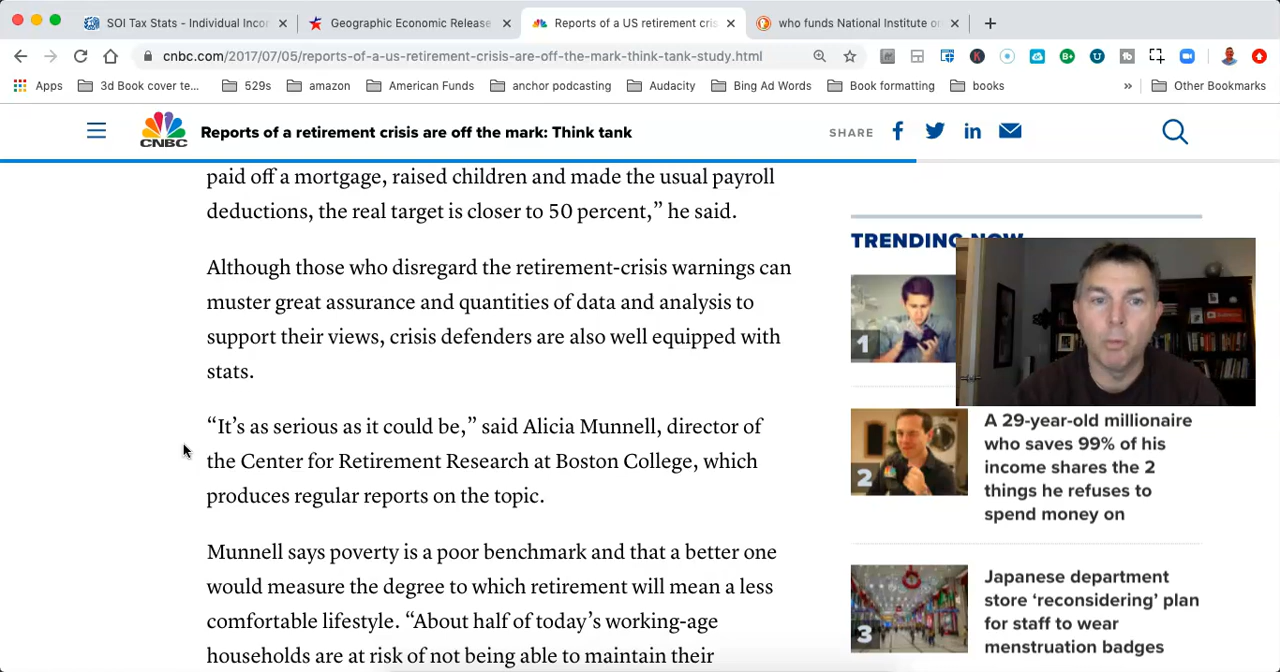 SOI Tax Stats - Individual Incor
Geographic Economic Release
Reports of a US retirement cris
who funds National Institute o
cnbc.com/2017/07/05/reports-of-a-us-retirement-crisis-are-off-the-mark-think-tank-study.html
Apps 3d Book cover te... 529s amazon American Funds anchor podcasting Audacity Bing Ad Words Book formatting books » Other Bookmarks
CNBC
Reports of a retirement crisis are off the mark: Think tank
SHARE
paid off a mortgage, raised children and made the usual payroll
deductions, the real target is closer to 50 percent,” he said.
Although those who disregard the retirement-crisis warnings can
muster great assurance and quantities of data and analysis to
support their views, crisis defenders are also well equipped with
stats.
“It’s as serious as it could be,” said Alicia Munnell, director of
the Center for Retirement Research at Boston College, which
produces regular reports on the topic.
Munnell says poverty is a poor benchmark and that a better one
would measure the degree to which retirement will mean a less
comfortable lifestyle. “About half of today’s working-age
households are at risk of not being able to maintain their
TRENDING NOW
1
2
A 29-year-old millionaire
who saves 99% of his
income shares the 2
things he refuses to
spend money on
3
Japanese department
store ‘reconsidering’ plan
for staff to wear
menstruation badges